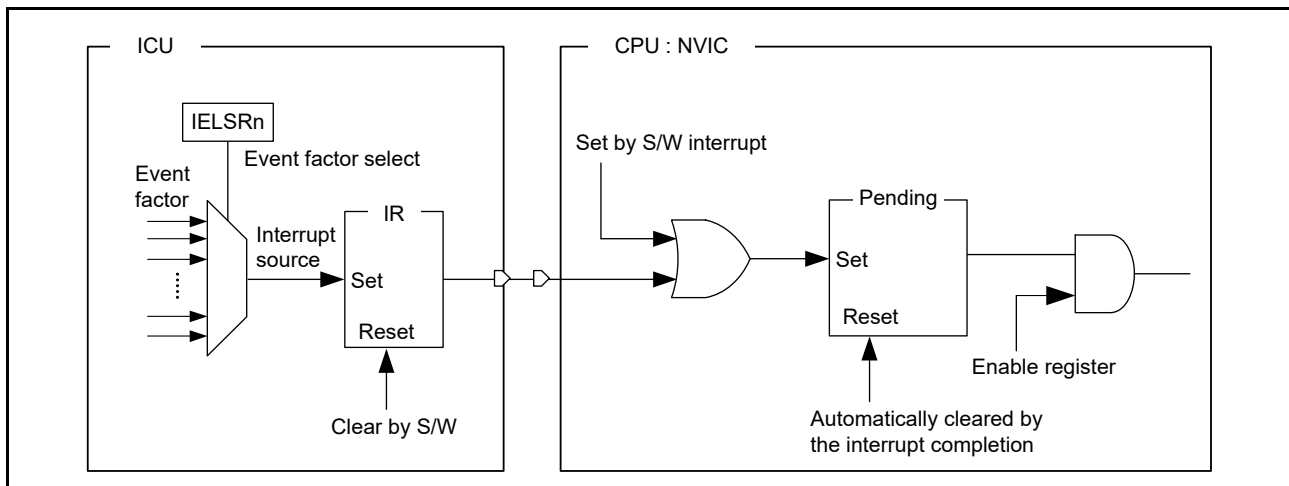 ICU
CPU : NVIC
IELSRn
Event factor select
Event
factor
Interrupt
source
IR
Set
Reset
Clear by S/W
Set by S/W interrupt
Pending
Set
Reset
Enable register
Automatically cleared by
the interrupt completion